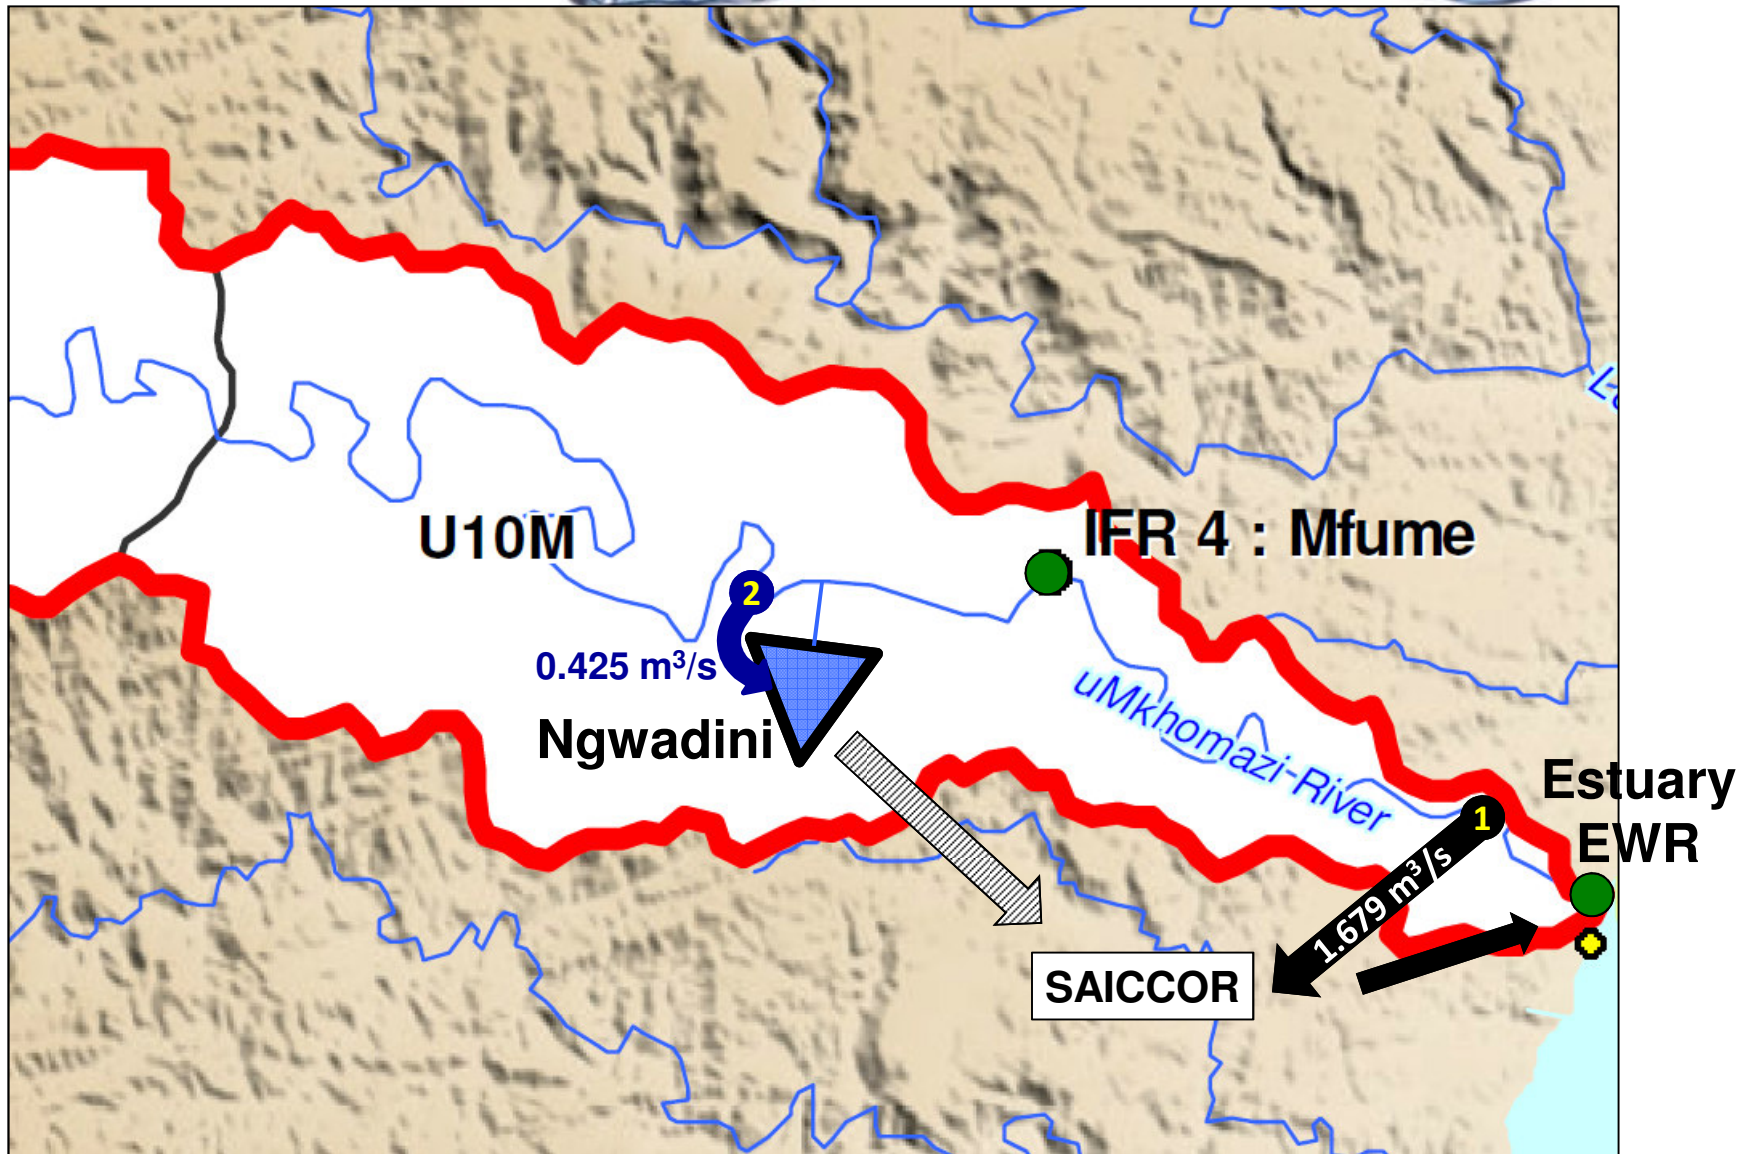 U10M
IFR 4 : Mfume
2
0.425 m³/s
Ngwadini
uMkhomazi-River
Estuary
EWR
1
1.679 m³/s
SAICCOR